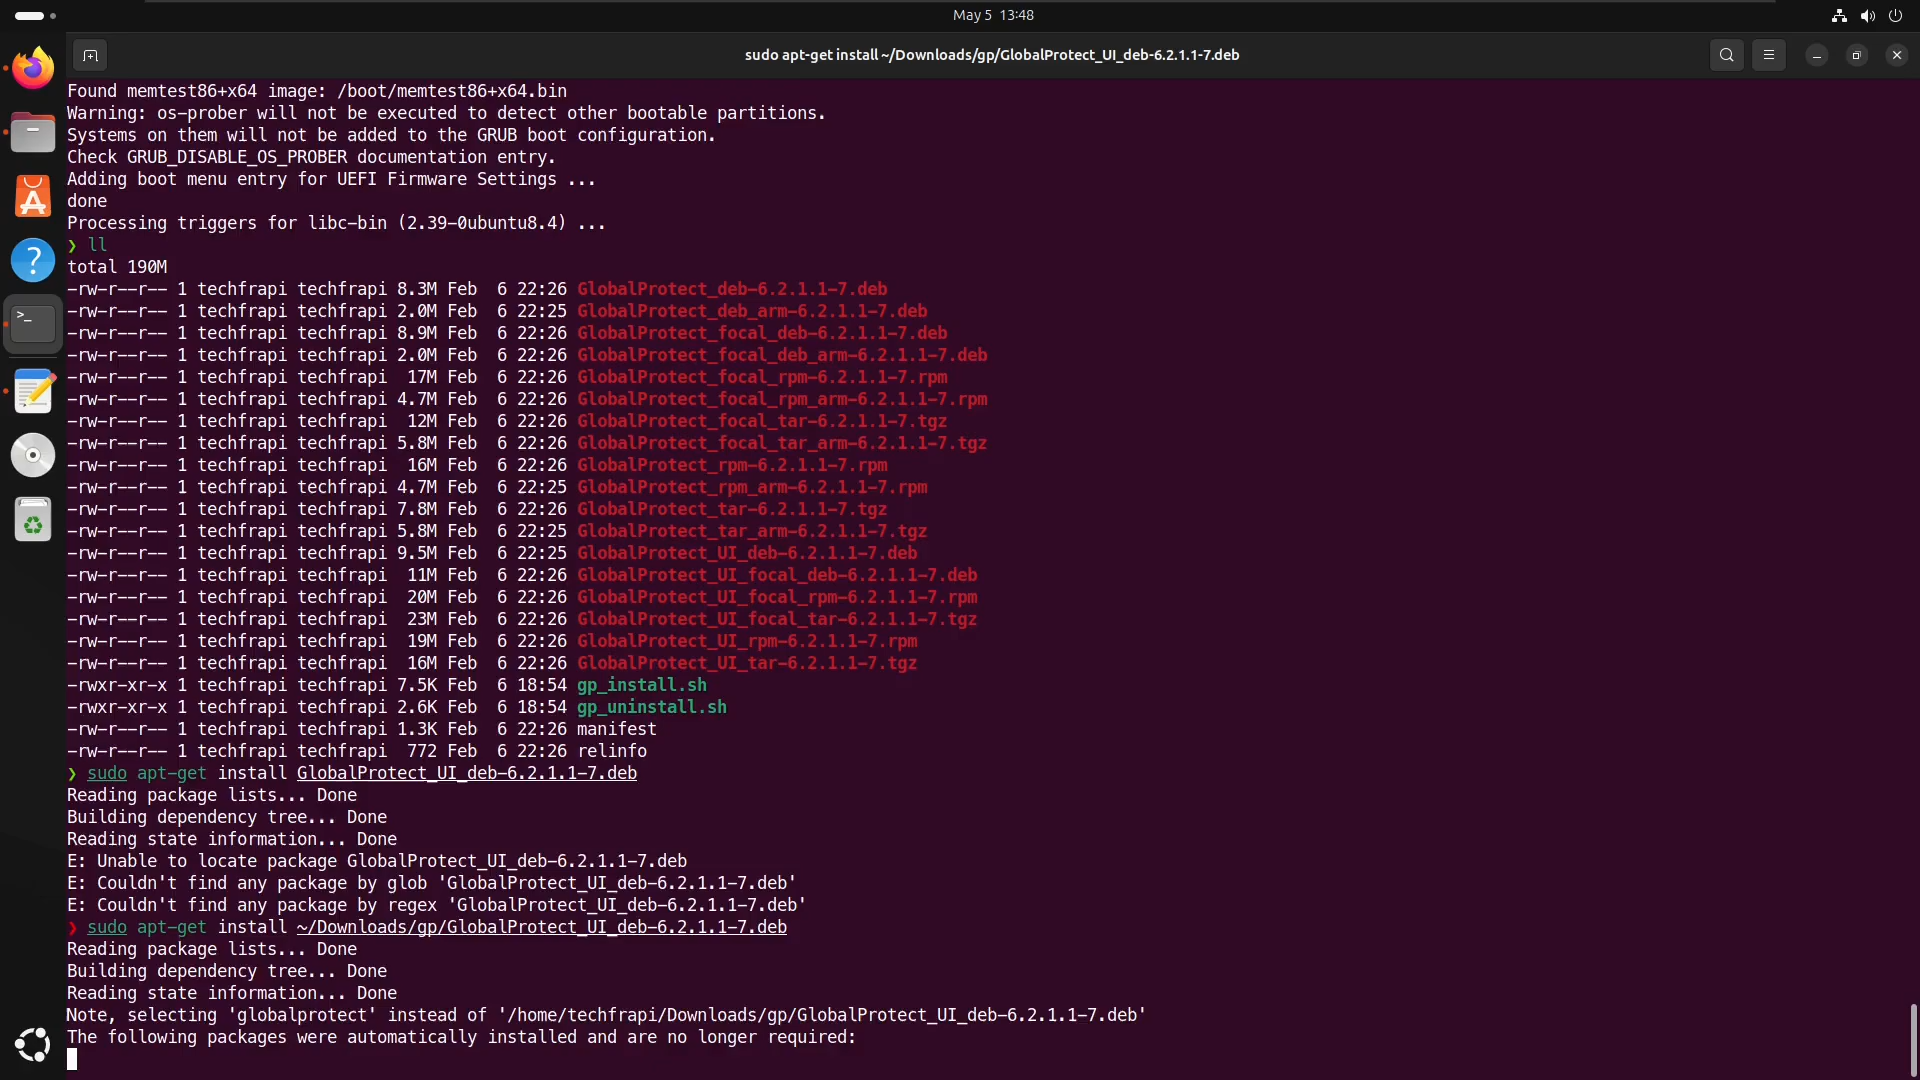 May 5 13:48
sudo apt-get install ~/Downloads/gp/GlobalProtect_UI_deb-6.2.1.1-7.deb
Found memtest86+x64 image: /boot/memtest86+x64.bin
Warning: os-prober will not be executed to detect other bootable partitions.
Systems on them will not be added to the GRUB boot configuration.
Check GRUB_DISABLE_OS_PROBER documentation entry.
Adding boot menu entry for UEFI Firmware Settings ...
done
Processing triggers for libc-bin (2.39-0ubuntu8.4) ...
❯ ll
total 190M
-rw-r--r-- 1 techfrapi techfrapi 8.3M Feb  6 22:26 GlobalProtect_deb-6.2.1.1-7.deb
-rw-r--r-- 1 techfrapi techfrapi 2.0M Feb  6 22:25 GlobalProtect_deb_arm-6.2.1.1-7.deb
-rw-r--r-- 1 techfrapi techfrapi 8.9M Feb  6 22:26 GlobalProtect_focal_deb-6.2.1.1-7.deb
-rw-r--r-- 1 techfrapi techfrapi 2.0M Feb  6 22:26 GlobalProtect_focal_deb_arm-6.2.1.1-7.deb
-rw-r--r-- 1 techfrapi techfrapi  17M Feb  6 22:26 GlobalProtect_focal_rpm-6.2.1.1-7.rpm
-rw-r--r-- 1 techfrapi techfrapi 4.7M Feb  6 22:26 GlobalProtect_focal_rpm_arm-6.2.1.1-7.rpm
-rw-r--r-- 1 techfrapi techfrapi  12M Feb  6 22:26 GlobalProtect_focal_tar-6.2.1.1-7.tgz
-rw-r--r-- 1 techfrapi techfrapi 5.8M Feb  6 22:26 GlobalProtect_focal_tar_arm-6.2.1.1-7.tgz
-rw-r--r-- 1 techfrapi techfrapi  16M Feb  6 22:26 GlobalProtect_rpm-6.2.1.1-7.rpm
-rw-r--r-- 1 techfrapi techfrapi 4.7M Feb  6 22:25 GlobalProtect_rpm_arm-6.2.1.1-7.rpm
-rw-r--r-- 1 techfrapi techfrapi 7.8M Feb  6 22:26 GlobalProtect_tar-6.2.1.1-7.tgz
-rw-r--r-- 1 techfrapi techfrapi 5.8M Feb  6 22:25 GlobalProtect_tar_arm-6.2.1.1-7.tgz
-rw-r--r-- 1 techfrapi techfrapi 9.5M Feb  6 22:25 GlobalProtect_UI_deb-6.2.1.1-7.deb
-rw-r--r-- 1 techfrapi techfrapi  11M Feb  6 22:26 GlobalProtect_UI_focal_deb-6.2.1.1-7.deb
-rw-r--r-- 1 techfrapi techfrapi  20M Feb  6 22:26 GlobalProtect_UI_focal_rpm-6.2.1.1-7.rpm
-rw-r--r-- 1 techfrapi techfrapi  23M Feb  6 22:26 GlobalProtect_UI_focal_tar-6.2.1.1-7.tgz
-rw-r--r-- 1 techfrapi techfrapi  19M Feb  6 22:26 GlobalProtect_UI_rpm-6.2.1.1-7.rpm
-rw-r--r-- 1 techfrapi techfrapi  16M Feb  6 22:26 GlobalProtect_UI_tar-6.2.1.1-7.tgz
-rwxr-xr-x 1 techfrapi techfrapi 7.5K Feb  6 18:54 gp_install.sh
-rwxr-xr-x 1 techfrapi techfrapi 2.6K Feb  6 18:54 gp_uninstall.sh
-rw-r--r-- 1 techfrapi techfrapi 1.3K Feb  6 22:26 manifest
-rw-r--r-- 1 techfrapi techfrapi  772 Feb  6 22:26 relinfo
❯ sudo apt-get install GlobalProtect_UI_deb-6.2.1.1-7.deb
Reading package lists... Done
Building dependency tree... Done
Reading state information... Done
E: Unable to locate package GlobalProtect_UI_deb-6.2.1.1-7.deb
E: Couldn't find any package by glob 'GlobalProtect_UI_deb-6.2.1.1-7.deb'
E: Couldn't find any package by regex 'GlobalProtect_UI_deb-6.2.1.1-7.deb'
❯ sudo apt-get install ~/Downloads/gp/GlobalProtect_UI_deb-6.2.1.1-7.deb
Reading package lists... Done
Building dependency tree... Done
Reading state information... Done
Note, selecting 'globalprotect' instead of '/home/techfrapi/Downloads/gp/GlobalProtect_UI_deb-6.2.1.1-7.deb'
The following packages were automatically installed and are no longer required: